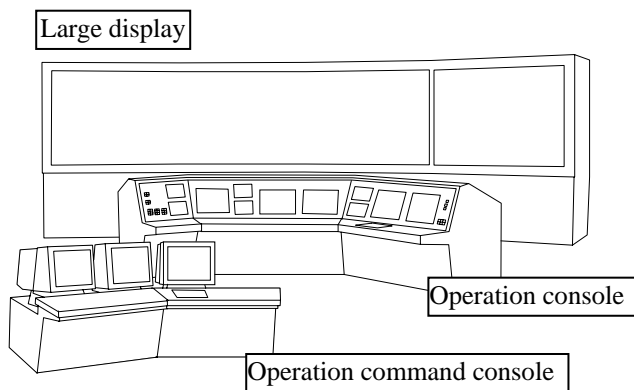 Large display
Operation console
Operation command console